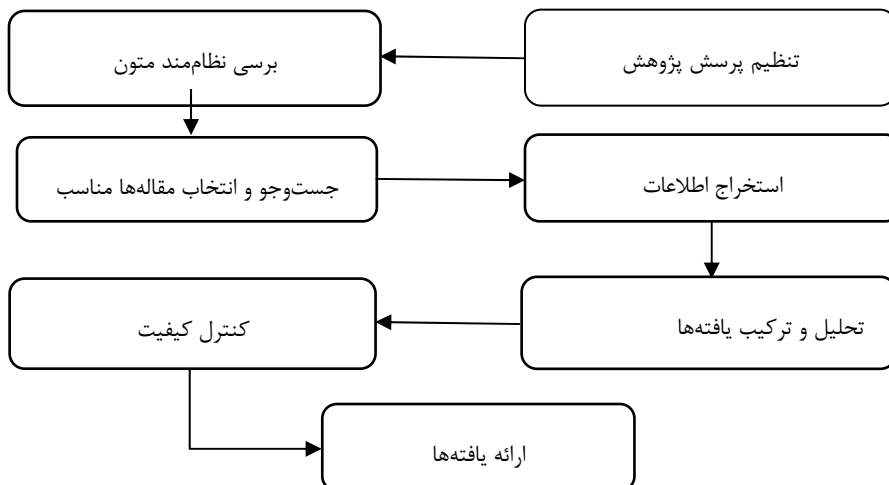 تنظیم پرسش پژوهش
برسی نظام‌مند متون
جست‌وجو و انتخاب مقاله‌ها مناسب
استخراج اطلاعات
تحلیل و ترکیب یافته‌ها
کنترل کیفیت
ارائه یافته‌ها